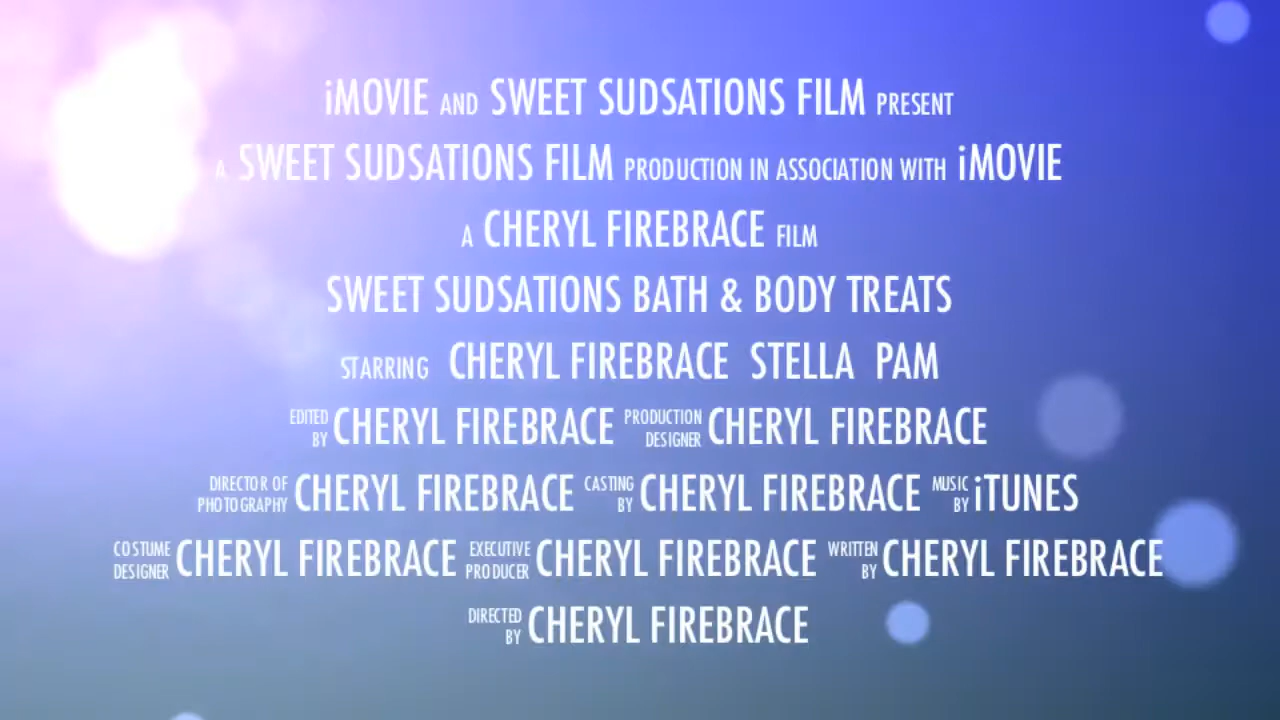 iMOVIE AND SWEET SUDSATIONS FILM PRESENT
A SWEET SUDSATIONS FILM PRODUCTION IN ASSOCIATION WITH iMOVIE
A CHERYL FIREBRACE FILM
SWEET SUDSATIONS BATH & BODY TREATS
STARRING CHERYL FIREBRACE STELLA PAM
EDITED BY CHERYL FIREBRACE PRODUCTION DESIGNER CHERYL FIREBRACE
DIRECTOR OF PHOTOGRAPHY CHERYL FIREBRACE CASTING BY CHERYL FIREBRACE MUSIC BY iTUNES
COSTUME DESIGNER CHERYL FIREBRACE EXECUTIVE PRODUCER CHERYL FIREBRACE WRITTEN BY CHERYL FIREBRACE
DIRECTED BY CHERYL FIREBRACE